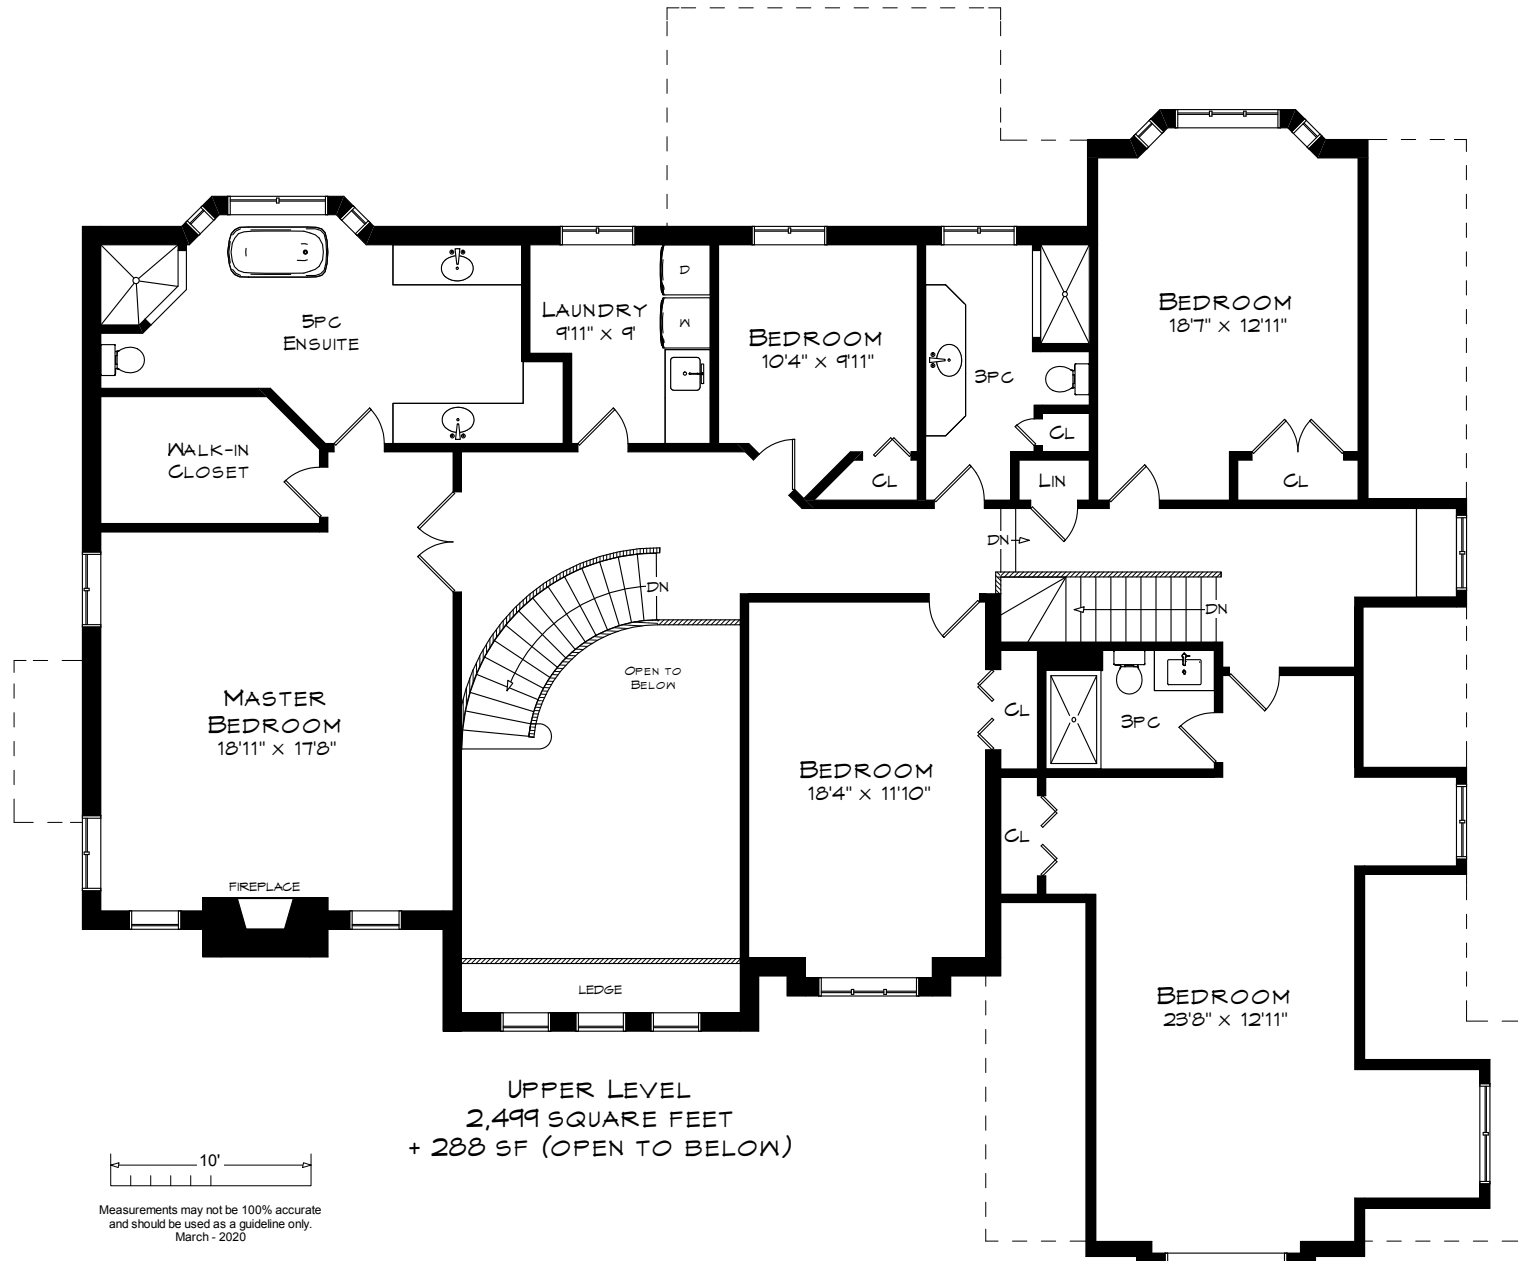 BEDROOM
18'7" X 12'11"
5PC
ENSUITE
LAUNDRY
9'11" X 9'
D
W
BEDROOM
10'4" X 9'11"
3PC
CL
WALK-IN
CLOSET
CL
LIN
CL
DN
DN
DN
OPEN TO
BELOW
MASTER
BEDROOM
18'11" X 17'8"
CL
3PC
BEDROOM
18'4" X 11'10"
CL
FIREPLACE
LEDGE
BEDROOM
23'8" X 12'11"
UPPER LEVEL
2,499 SQUARE FEET
+ 288 SF (OPEN TO BELOW)
10'
Measurements may not be 100% accurate
and should be used as a guideline only.
March - 2020